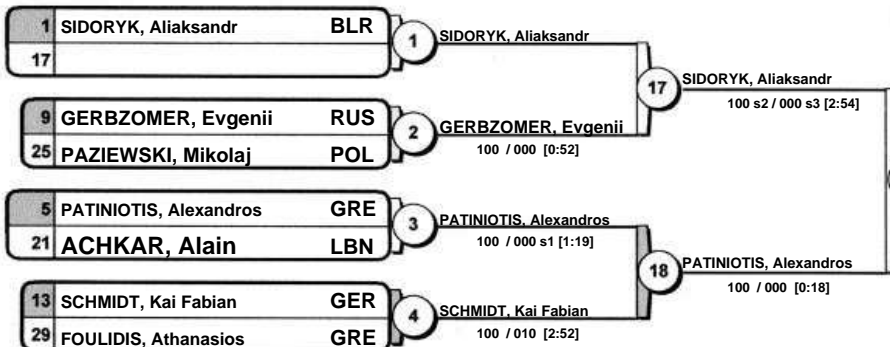 1 SIDORYK, Aliaksandr BLR
17
1 SIDORYK, Aliaksandr
9 GERBZOMER, Evgenii RUS
25 PAZIEWSKI, Mikolaj POL
2 GERBZOMER, Evgenii
100 / 000 [0:52]
17 SIDORYK, Aliaksandr
100 s2 / 000 s3 [2:54]
5 PATINIOTIS, Alexandros GRE
21 ACHKAR, Alain LBN
3 PATINIOTIS, Alexandros
100 / 000 s1 [1:19]
13 SCHMIDT, Kai Fabian GER
29 FOULIDIS, Athanasios GRE
4 SCHMIDT, Kai Fabian
100 / 010 [2:52]
18 PATINIOTIS, Alexandros
100 / 000 [0:18]